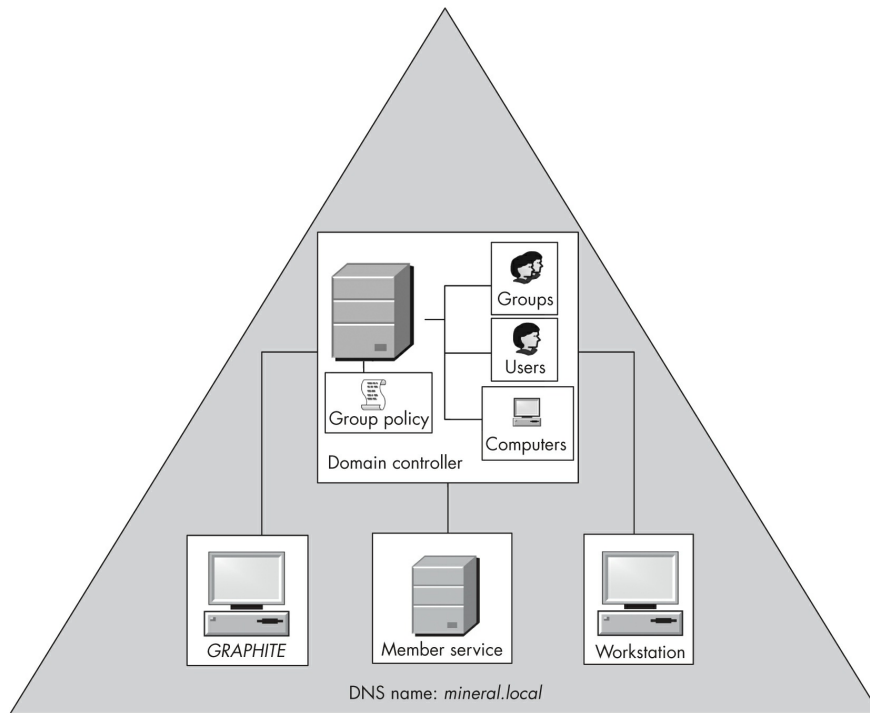 Groups
Users
Group policy
Computers
Domain controller
GRAPHITE
Member service
Workstation
DNS name: mineral.local